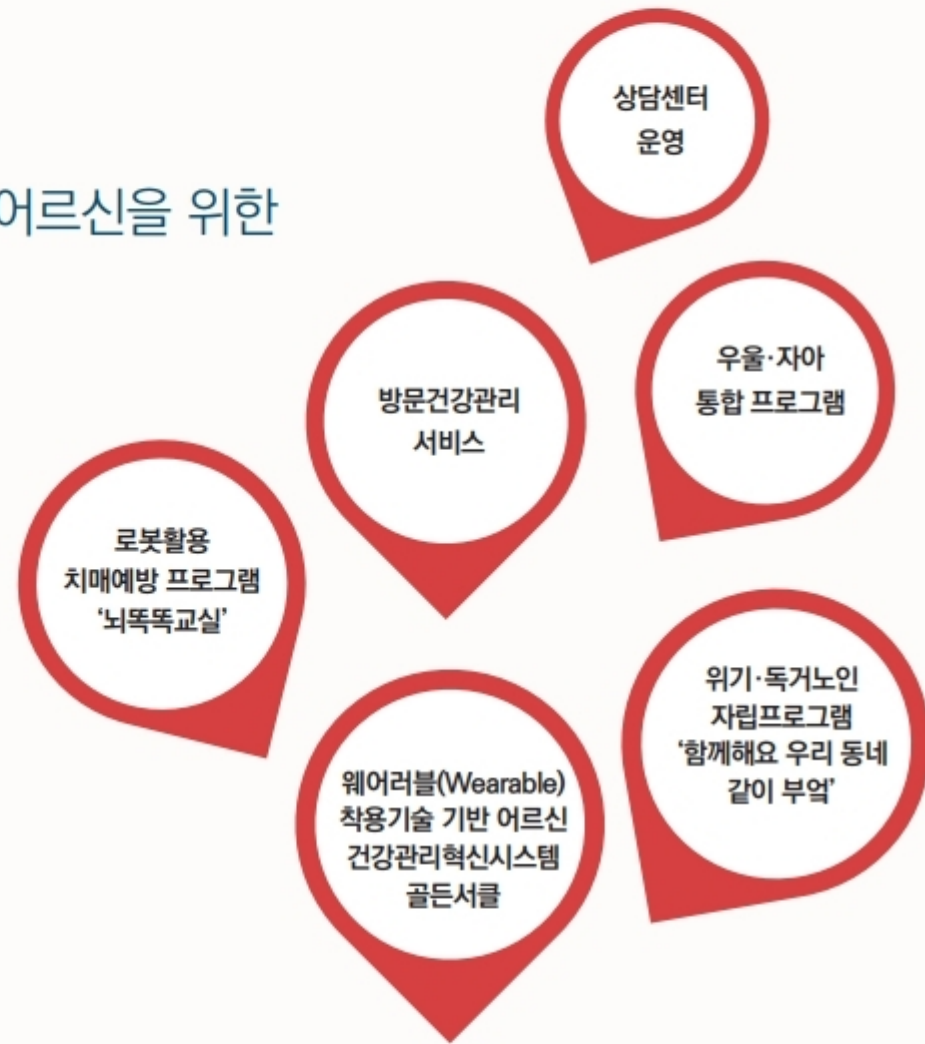 상담센터
운영
어르신을 위한
우울·자아
통합 프로그램
방문건강관리
서비스
로봇활용
치매예방 프로그램
‘뇌똑똑교실’
위기·독거노인
자립프로그램
‘함께해요 우리 동네
같이 부엌’
웨어러블(Wearable)
착용기술 기반 어르신
건강관리혁신시스템
골든서클